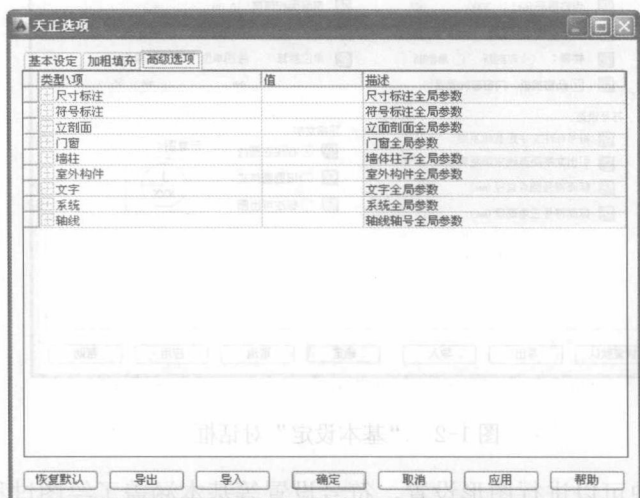 天正选项
基本设定 加粗填充 高级选项
类型\项 值 描述
尺寸标注 尺寸标注全局参数
符号标注 符号标注全局参数
立剖面 立面剖面全局参数
门窗 门窗全局参数
墙柱 墙体柱子全局参数
室外构件 室外构件全局参数
文字 文字全局参数
系统 系统全局参数
轴线 轴线轴号全局参数
图 1-2 “基本设定”对话框
恢复默认 导出 导入 确定 取消 应用 帮助